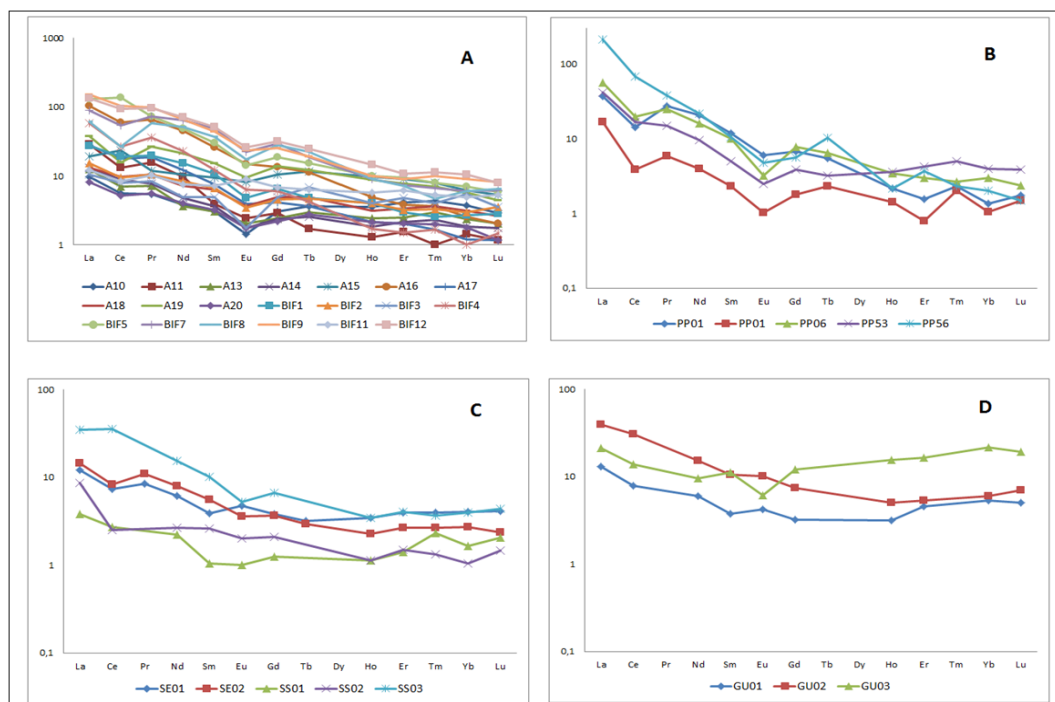 A
1000
100
10
1
La Ce Pr Nd Sm Eu Gd Tb Dy Ho Er Tm Yb Lu
A10 A11 A13 A14 A15 A16 A17
A18 A19 A20 BIF1 BIF2 BIF3 BIF4
BIF5 BIF7 BIF8 BIF9 BIF11 BIF12
B
100
10
1
0,1
La Ce Pr Nd Sm Eu Gd Tb Dy Ho Er Tm Yb Lu
PP01 PP01 PP06 PP53 PP56
C
100
10
1
0,1
La Ce Pr Nd Sm Eu Gd Tb Dy Ho Er Tm Yb Lu
SE01 SE02 SS01 SS02 SS03
D
100
10
1
0,1
La Ce Pr Nd Sm Eu Gd Tb Dy Ho Er Tm Yb Lu
GU01 GU02 GU03